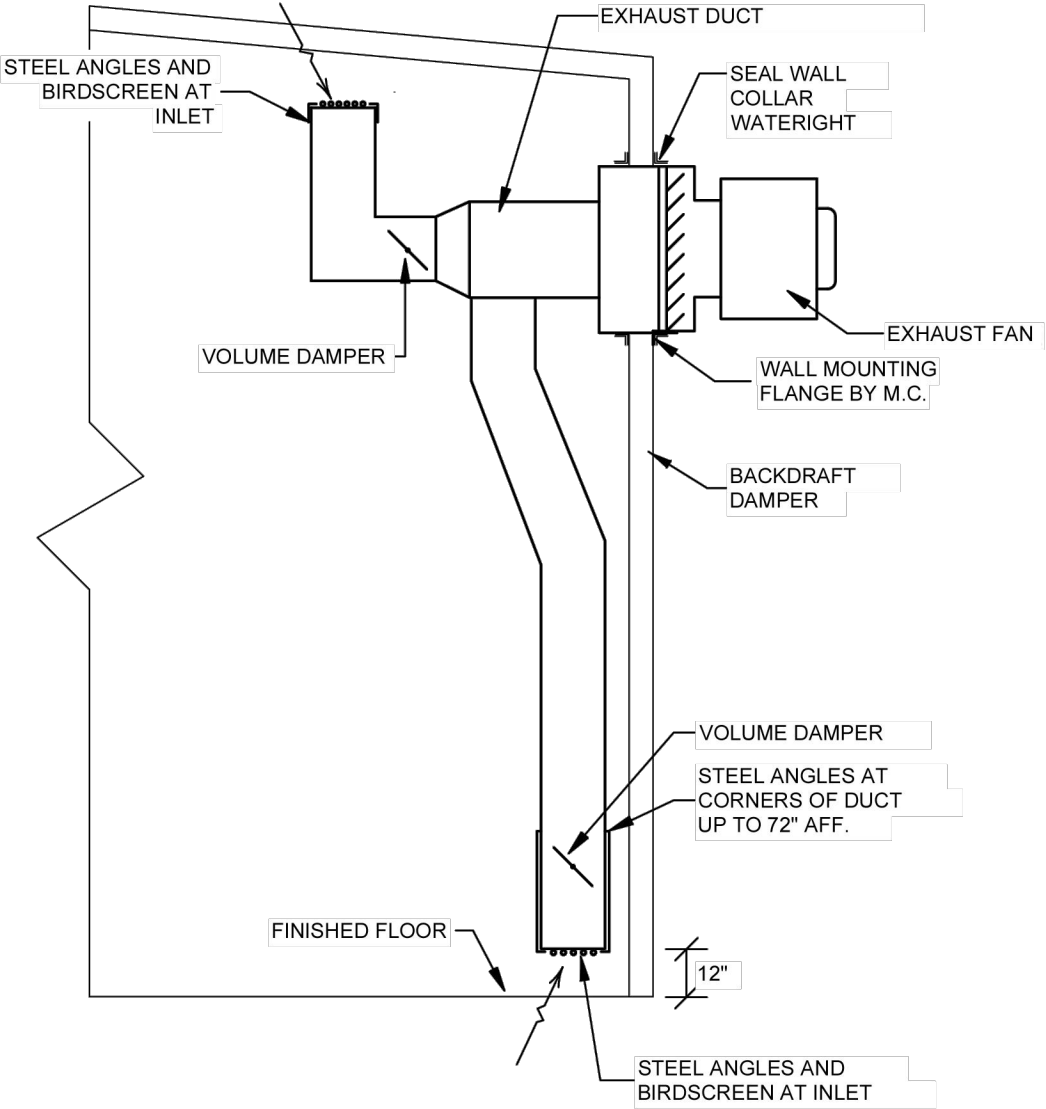 EXHAUST DUCT
STEEL ANGLES AND
BIRDSCREEN AT
INLET
SEAL WALL
COLLAR
WATERIGHT
VOLUME DAMPER
EXHAUST FAN
WALL MOUNTING
FLANGE BY M.C.
BACKDRAFT
DAMPER
VOLUME DAMPER
STEEL ANGLES AT
CORNERS OF DUCT
UP TO 72" AFF.
FINISHED FLOOR
12"
STEEL ANGLES AND
BIRDSCREEN AT INLET